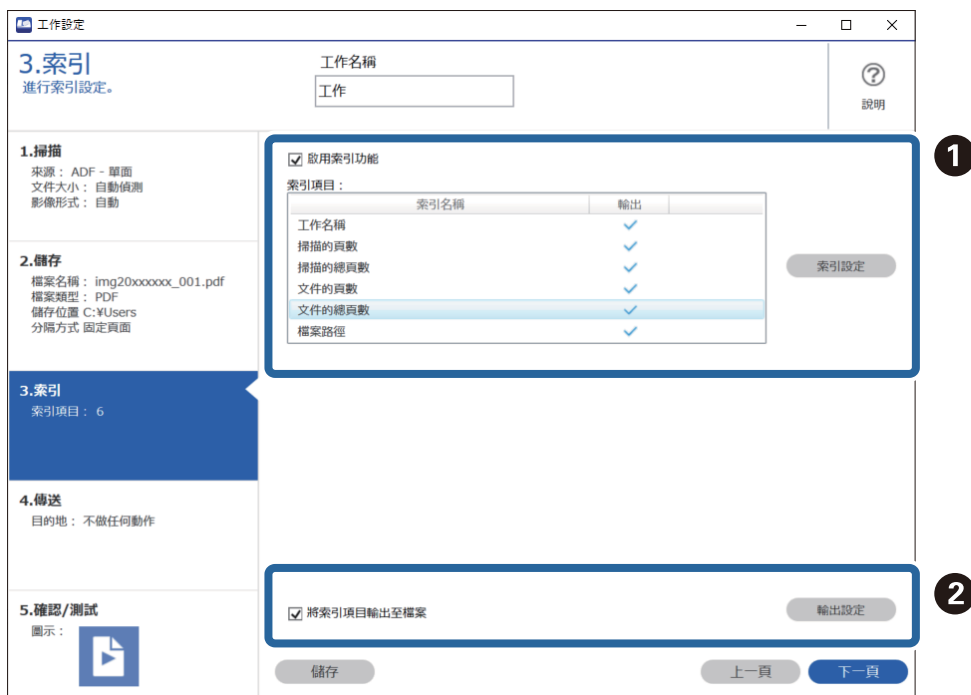 工作設定
3.索引
進行索引設定。
工作名稱
工作
說明
1.掃描
來源： ADF - 單面
文件大小： 自動偵測
影像形式： 自動
2.儲存
檔案名稱： img20xxxxxx_001.pdf
檔案類型： PDF
儲存位置 C:¥Users
分隔方式 固定頁面
3.索引
索引項目： 6
4.傳送
目的地： 不做任何動作
5.確認/測試
圖示：
啟用索引功能
索引項目：
索引名稱 輸出
工作名稱
掃描的頁數
掃描的總頁數
文件的頁數
文件的總頁數
檔案路徑
索引設定
1
將索引項目輸出至檔案
輸出設定
2
儲存
上一頁
下一頁